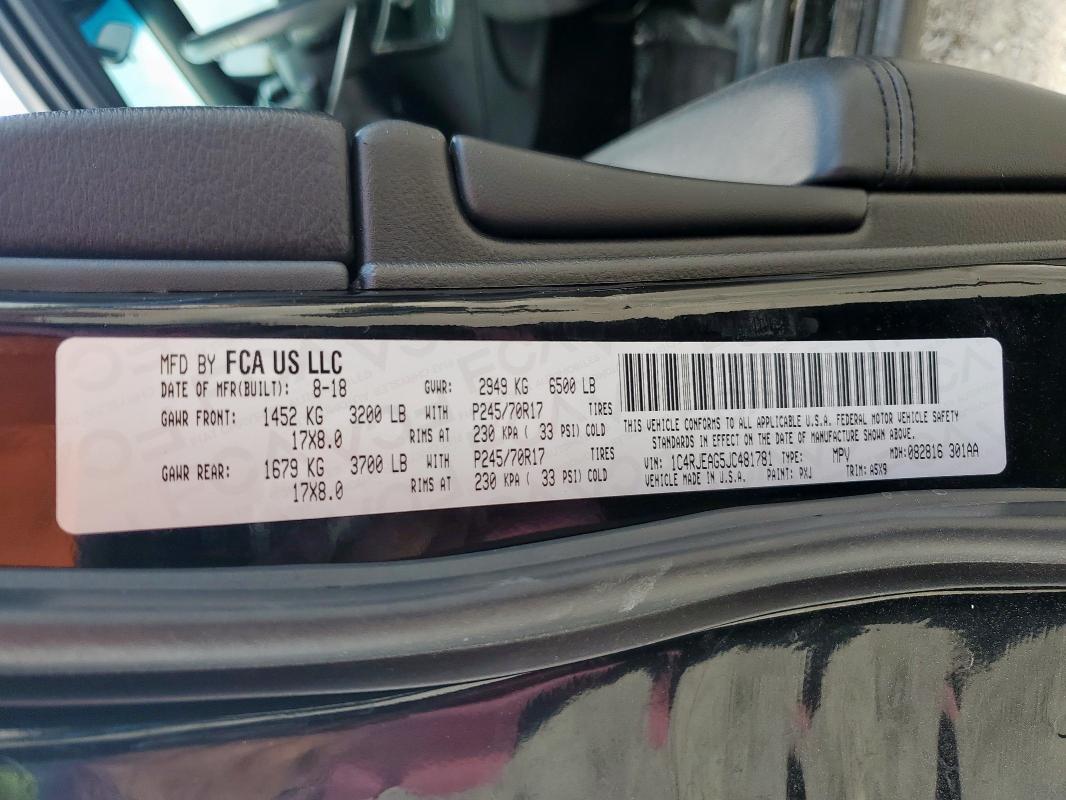 MFD BY FCA US LLC
DATE OF MFR(BUILT): 8-18 GVWR: 2949 KG 6500 LB
GAWR FRONT: 1452 KG 3200 LB WITH P245/70R17 TIRES
17X8.0 RIMS AT 230 KPA ( 33 PSI) COLD
GAWR REAR: 1679 KG 3700 LB WITH P245/70R17 TIRES
17X8.0 RIMS AT 230 KPA ( 33 PSI) COLD
THIS VEHICLE CONFORMS TO ALL APPLICABLE U.S.A. FEDERAL MOTOR VEHICLE SAFETY
STANDARDS IN EFFECT ON THE DATE OF MANUFACTURE SHOWN ABOVE.
VIN: 1C4RJEAG5JC481781 TYPE: MPV MDH: 082816 301AA
VEHICLE MADE IN U.S.A. PAINT: PXJ TRIM: A5X9